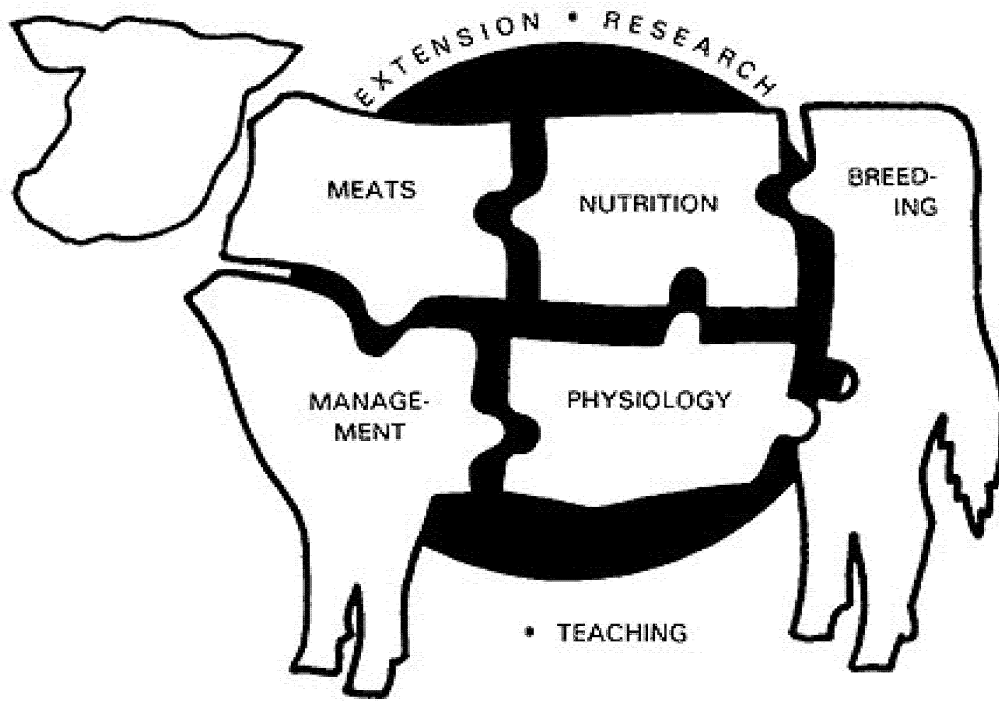 EXTENSION • RESEARCH
MEATS
NUTRITION
BREED-
ING
MANAGE-
MENT
PHYSIOLOGY
• TEACHING